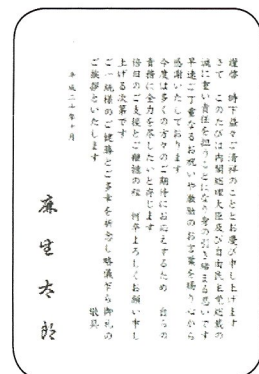 謹啓 時下益々ご清祥のこととお慶び申し上げます
さて このたびは内閣総理大臣及び自由民主党総裁の
誠に重い責任を担うことになり身の引き締まる思いです
早速ご丁重なるお祝いや激励のお言葉を賜り心から
感謝いたしております
今度は多くの方々のご期待にお応えするため 自らの
責務に全力を尽したいと存じます
倍旧のご支援とご鞭撻の程 何卒よろしくお願い申し
上げる次第です
ご一統様のご健勝とご多幸を祈念し略儀乍ら御礼の
ご挨拶といたします 敬具
平成二十年十月
麻生太郎